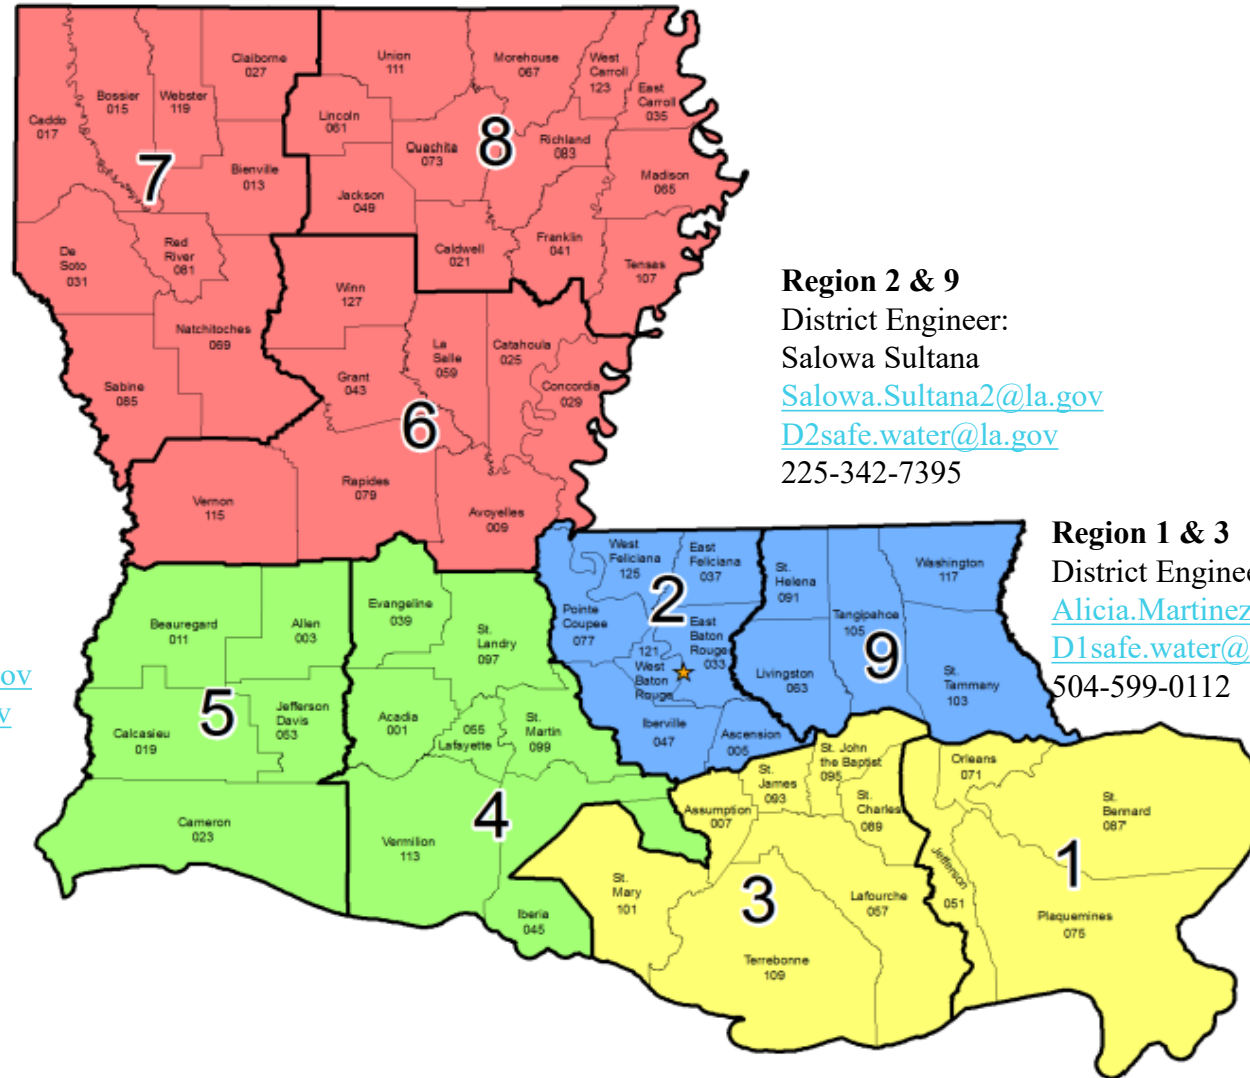 Claiborne
027
Union
111
Morehouse
067
West
Carroll
123
East
Carroll
035
Caddo
017
Bossier
015
Webster
119
Lincoln
061
Ouachita
073
8
Richland
083
7
Bienville
013
Madison
065
Jackson
049
De
Soto
031
Red
River
081
Caldwell
021
Franklin
041
Tensas
107
Winn
127
Natchitoches
069
La
Salle
059
Catahoula
025
Sabine
085
Grant
043
Concordia
029
6
Vernon
115
Rapides
079
Avoyelles
009
Region 2 & 9
District Engineer:
Salowa Sultana
Salowa.Sultana2@la.gov
D2safe.water@la.gov
225-342-7395
Region 1 & 3
District Enginee
Alicia.Martinez
D1safe.water@
504-599-0112
West
Feliciana
125
East
Feliciana
037
2
St.
Helena
091
Washington
117
Pointe
Coupee
077
East
Baton
Rouge
033
121
West
Baton
Rouge
Tangipahoa
105
9
Livingston
063
St.
Tammany
103
Iberville
047
Ascension
005
Beauregard
011
Allen
003
Evangeline
039
St.
Landry
097
ov
v
5
Calcasieu
019
Jefferson
Davis
053
Acadia
001
055
Lafayette
St.
Martin
099
Cameron
023
4
Vermilion
113
Iberia
045
St. John
the Baptist
095
St.
James
093
Assumption
007
St.
Charles
089
Orleans
071
St.
Bernard
087
Jefferson
051
1
St.
Mary
101
3
Lafourche
057
Plaquemines
075
Terrebonne
109